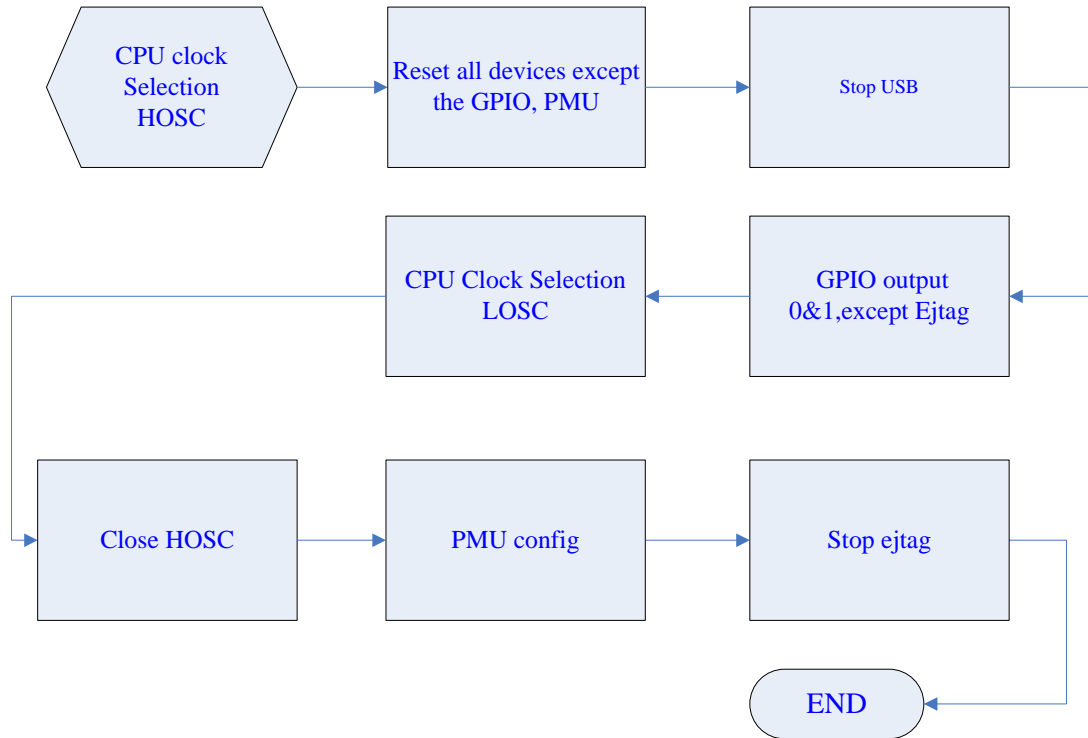 CPU clock
Selection
HOSC
Reset all devices except
the GPIO, PMU
Stop USB
GPIO output
0&1,except Ejtag
CPU Clock Selection
LOSC
Close HOSC
PMU config
Stop ejtag
END